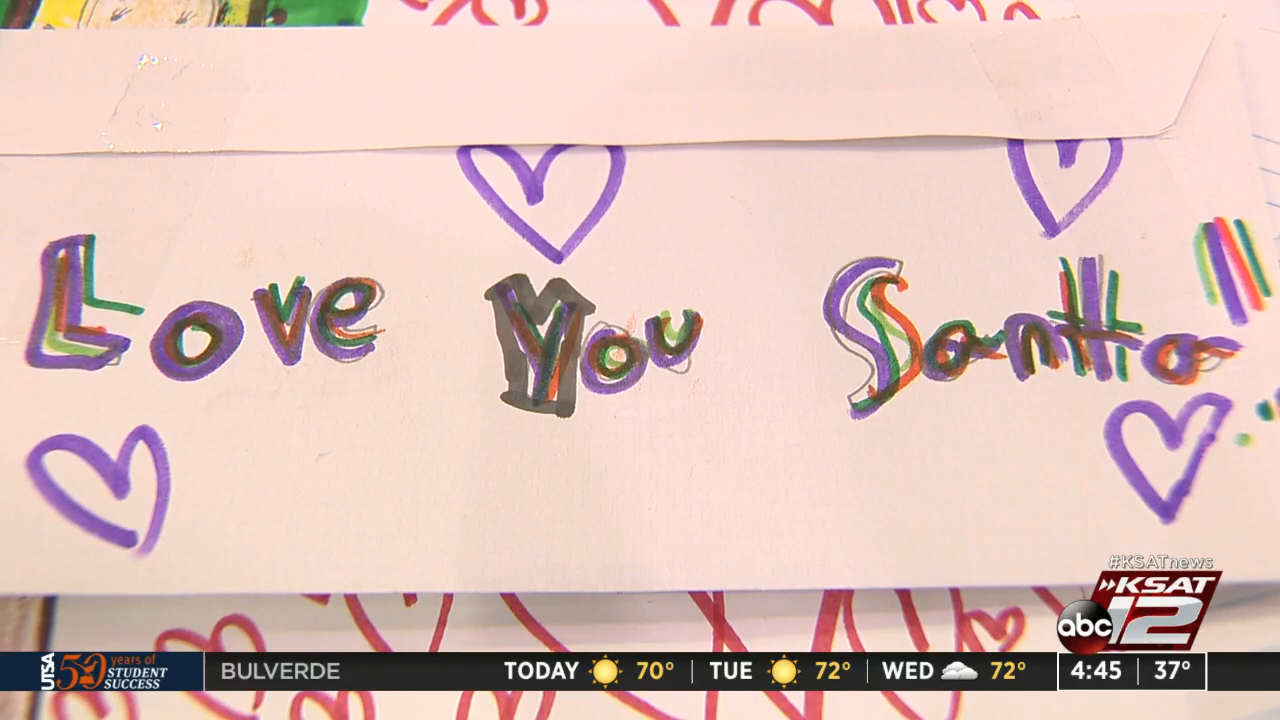 Love You Santta
#KSATnews
KSAT
abc 12
UTSA 50 years of STUDENT SUCCESS
BULVERDE TODAY 70° TUE 72° WED 72° 4:45 37°